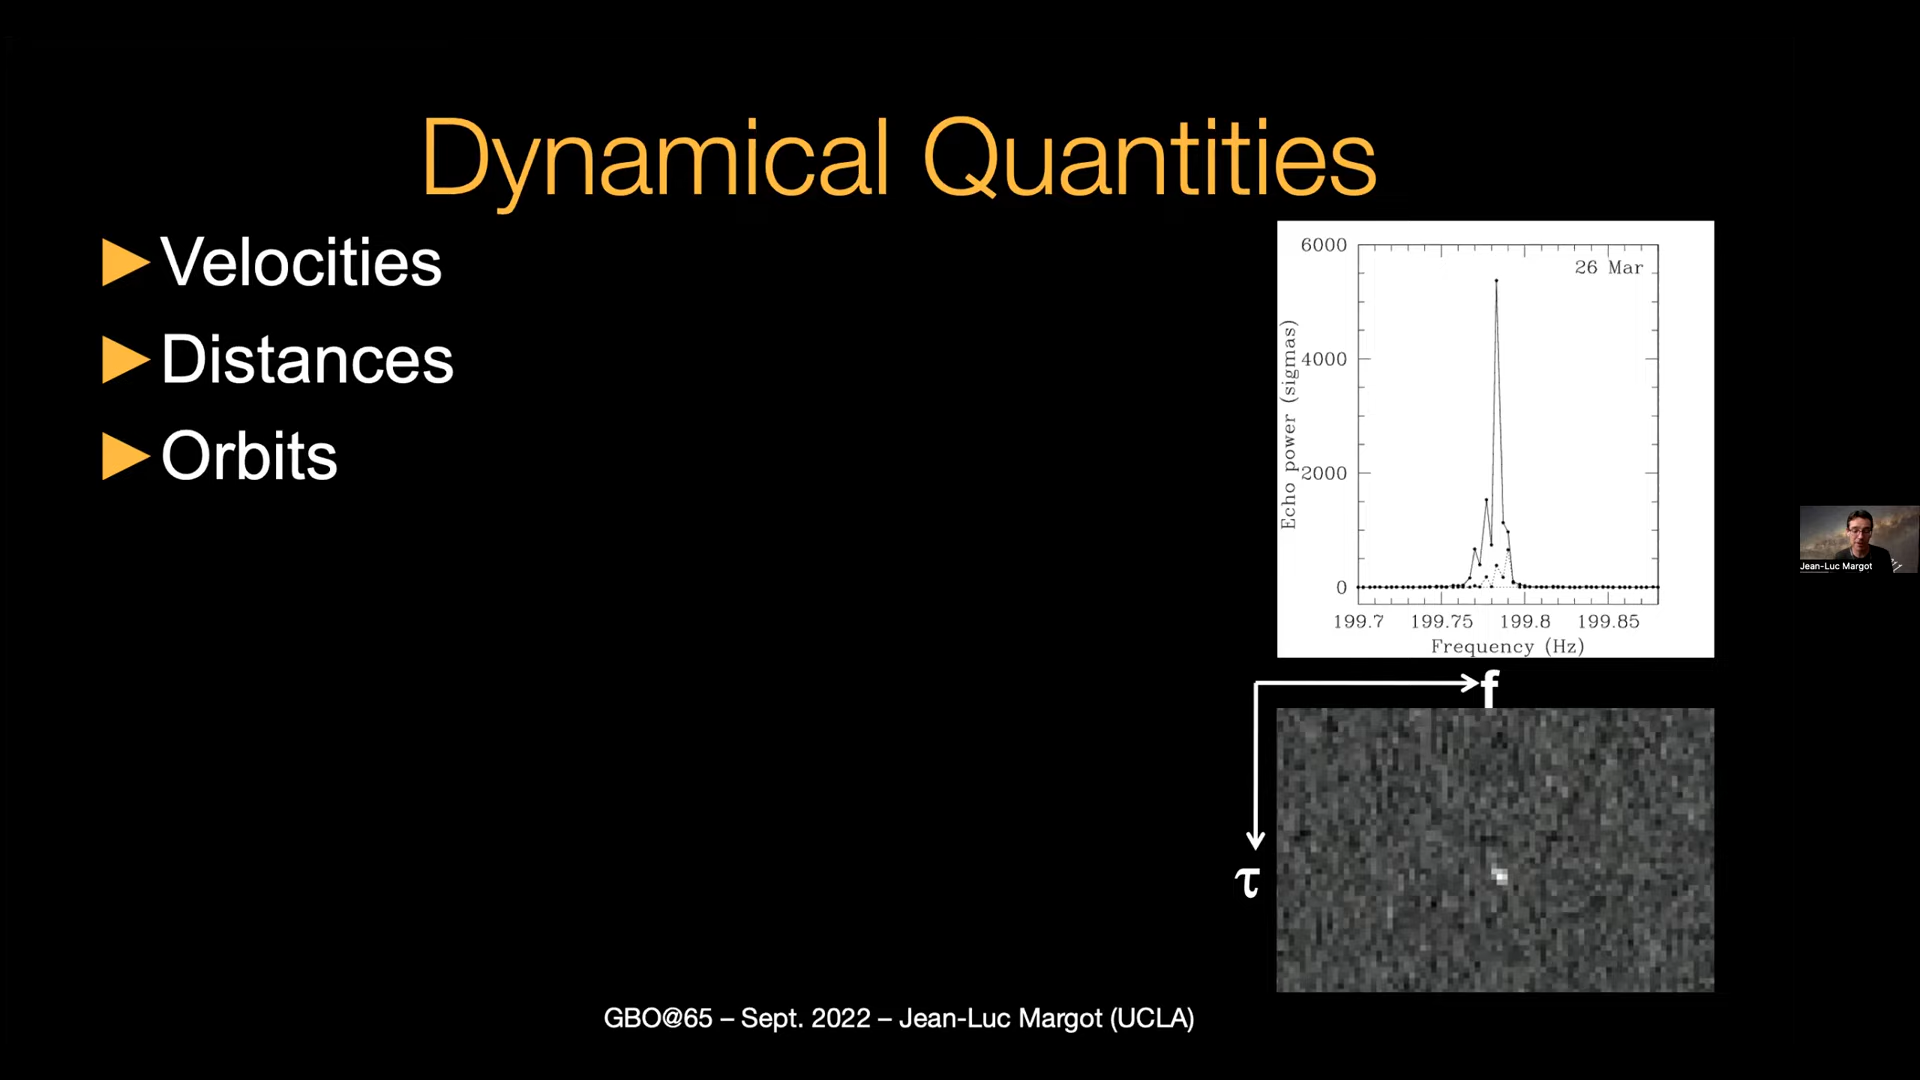 Dynamical Quantities
Velocities
Distances
Orbits
6000
26 Mar
4000
2000
0
Echo power (sigmas)
199.7 199.75 199.8 199.85
Frequency (Hz)
f
τ
Jean-Luc Margot
GBO@65 – Sept. 2022 – Jean-Luc Margot (UCLA)